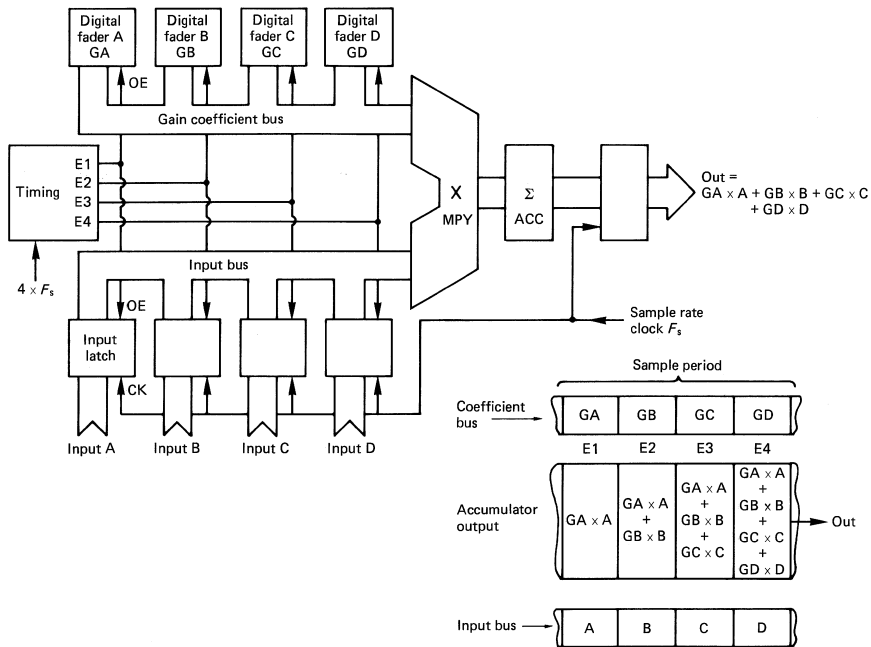 Digital
fader A
GA
Digital
fader B
GB
Digital
fader C
GC
Digital
fader D
GD
OE
Gain coefficient bus
Timing
E1
E2
E3
E4
4 × Fs
X
MPY
Σ
ACC
Out =
GA × A + GB × B + GC × C
+ GD × D
Input bus
OE
Input
latch
CK
Sample rate
clock Fs
Input A
Input B
Input C
Input D
Sample period
Coefficient
bus
GA
GB
GC
GD
E1
E2
E3
E4
Accumulator
output
GA × A
GA × A
+
GB × B
GA × A
+
GB × B
+
GC × C
GA × A
+
GB × B
+
GC × C
+
GD × D
Out
Input bus
A
B
C
D